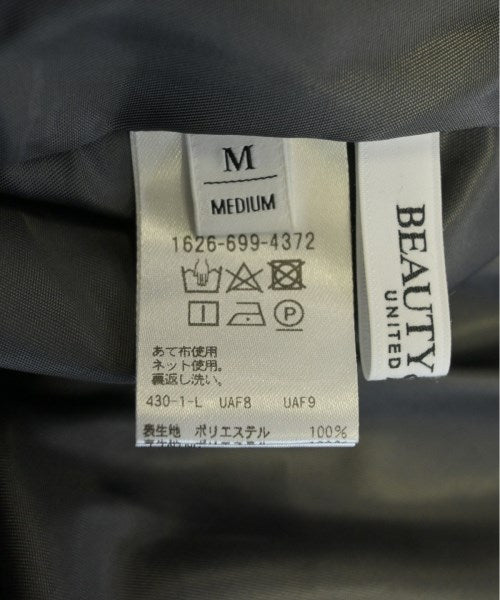 M
MEDIUM
1626-699-4372
P
あて布使用
ネット使用。
裏返し洗い。
430-1-L UAF8 UAF9
表生地 ポリエステル 100%
BEAUTY
UNITED